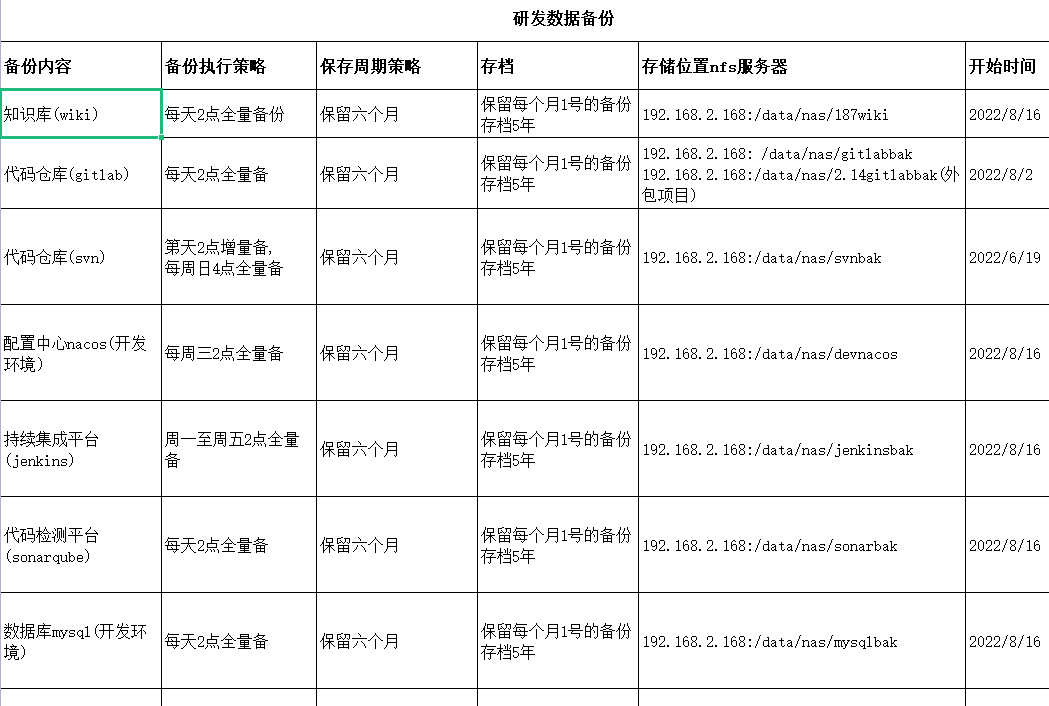 研发数据备份
备份内容 备份执行策略 保存周期策略 存档 存储位置nfs服务器 开始时间
知识库(wiki) 每天2点全量备份 保留六个月 保留每个月1号的备份
存档5年 192.168.2.168:/data/nas/187wiki 2022/8/16
代码仓库(gitlab) 每天2点全量备 保留六个月 保留每个月1号的备份
存档5年 192.168.2.168: /data/nas/gitlabbak
192.168.2.168:/data/nas/2.14gitlabbak(外
包项目) 2022/8/2
代码仓库(svn) 第天2点增量备,
每周日4点全量备 保留六个月 保留每个月1号的备份
存档5年 192.168.2.168:/data/nas/svnbak 2022/6/19
配置中心nacos(开发
环境) 每周三2点全量备 保留六个月 保留每个月1号的备份
存档5年 192.168.2.168:/data/nas/devnacos 2022/8/16
持续集成平台
(jenkins) 周一至周五2点全量
备 保留六个月 保留每个月1号的备份
存档5年 192.168.2.168:/data/nas/jenkinsbak 2022/8/16
代码检测平台
(sonarqube) 每天2点全量备 保留六个月 保留每个月1号的备份
存档5年 192.168.2.168:/data/nas/sonarbak 2022/8/16
数据库mysql(开发环
境) 每天2点全量备 保留六个月 保留每个月1号的备份
存档5年 192.168.2.168:/data/nas/mysqlbak 2022/8/16